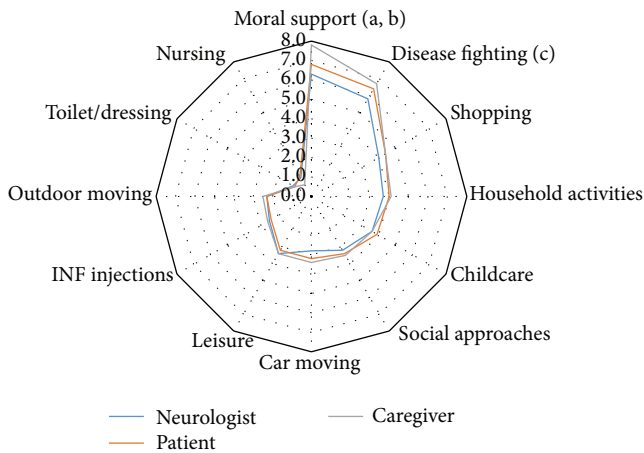 Moral support (a, b)
8.0
7.0
6.0
5.0
4.0
3.0
2.0
1.0
0.0
Disease fighting (c)
Shopping
Household activities
Childcare
Social approaches
Car moving
Leisure
INF injections
Outdoor moving
Toilet/dressing
Nursing
Neurologist
Patient
Caregiver